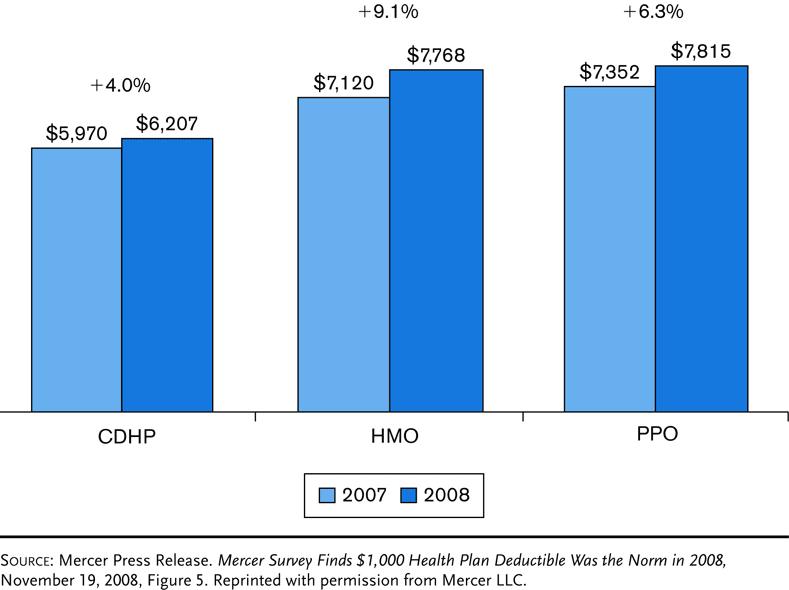 +9.1%
+6.3%
+4.0%
$7,768
$7,815
$7,120
$7,352
$5,970
$6,207
CDHP
HMO
PPO
2007 2008
SOURCE: Mercer Press Release. Mercer Survey Finds $1,000 Health Plan Deductible Was the Norm in 2008,
November 19, 2008, Figure 5. Reprinted with permission from Mercer LLC.